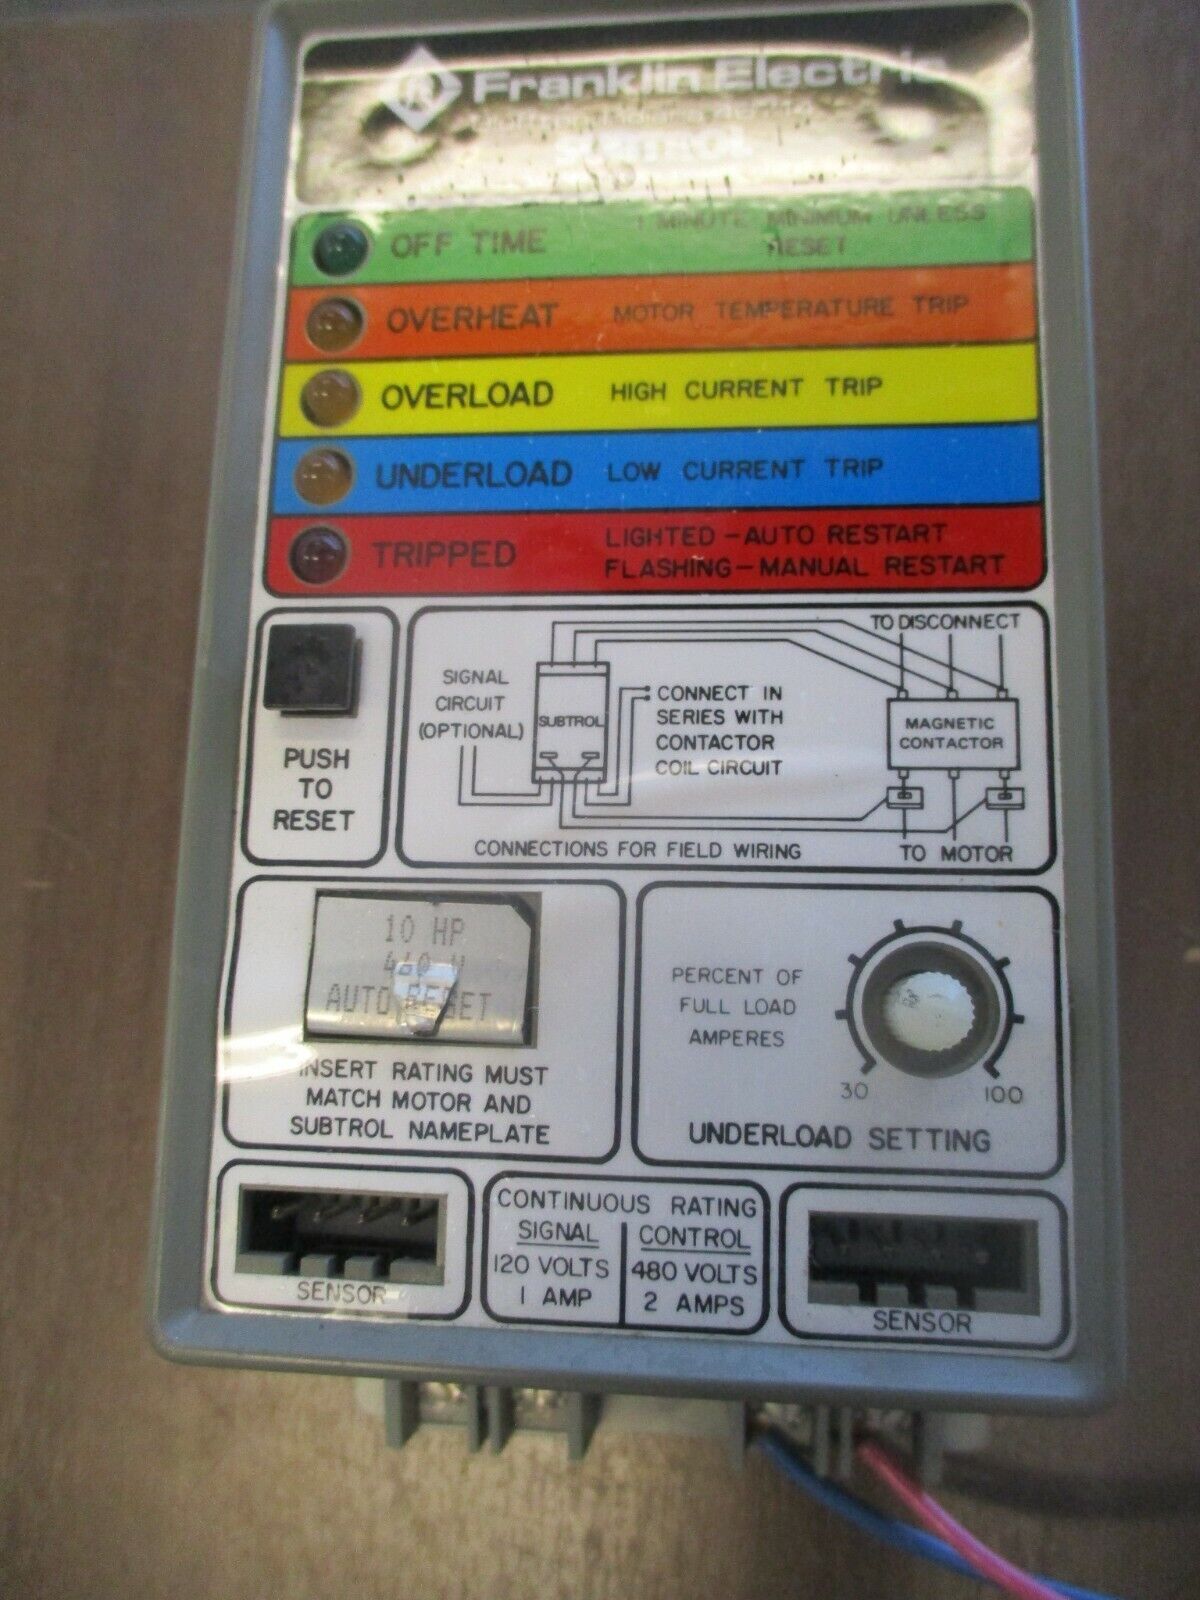 Franklin Electric
SUBTROL
OFF TIME
1 MINUTE MINIMUM UNLESS
RESET
OVERHEAT
MOTOR TEMPERATURE TRIP
OVERLOAD
HIGH CURRENT TRIP
UNDERLOAD
LOW CURRENT TRIP
TRIPPED
LIGHTED - AUTO RESTART
FLASHING - MANUAL RESTART
PUSH
TO
RESET
SIGNAL
CIRCUIT
(OPTIONAL)
SUBTROL
CONNECT IN
SERIES WITH
CONTACTOR
COIL CIRCUIT
TO DISCONNECT
MAGNETIC
CONTACTOR
CONNECTIONS FOR FIELD WIRING
TO MOTOR
10 HP
460 V
AUTO RESET
INSERT RATING MUST
MATCH MOTOR AND
SUBTROL NAMEPLATE
PERCENT OF
FULL LOAD
AMPERES
30
100
UNDERLOAD SETTING
SENSOR
CONTINUOUS RATING
SIGNAL
120 VOLTS
1 AMP
CONTROL
480 VOLTS
2 AMPS
SENSOR